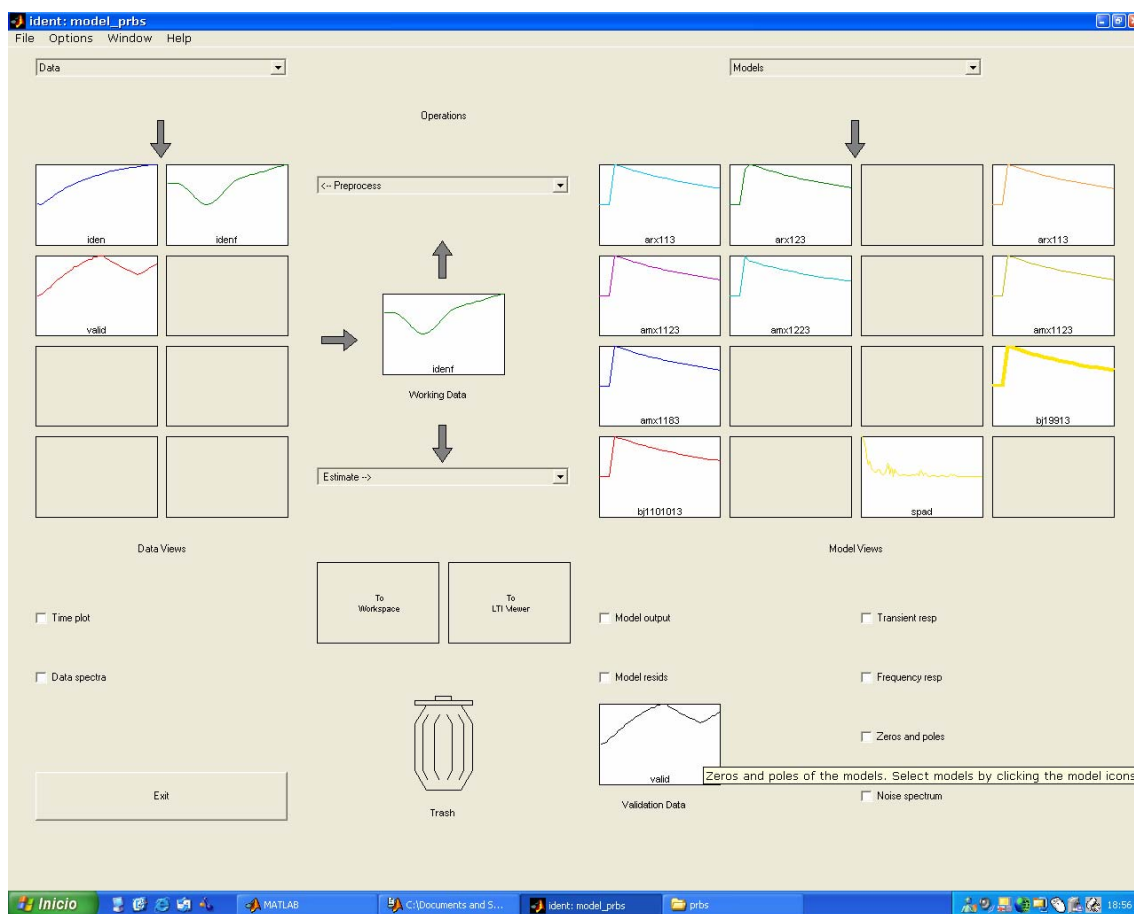 ident: model_prbs
File Options Window Help
Data
Models
Operations
<-- Preprocess
iden
idenf
arx113
arx123
arx113
valid
amx1123
amx1223
amx1123
idenf
Working Data
amx1183
bj19913
Estimate -->
bj1101013
spad
Data Views
Model Views
To
Workspace
To
LTI Viewer
Time plot
Model output
Transient resp
Data spectra
Model resids
Frequency resp
Zeros and poles
valid
Zeros and poles of the models. Select models by clicking the model icons
Exit
Trash
Validation Data
Noise spectrum
Inicio
MATLAB
C:\Documents and S...
ident: model_prbs
prbs
18:56